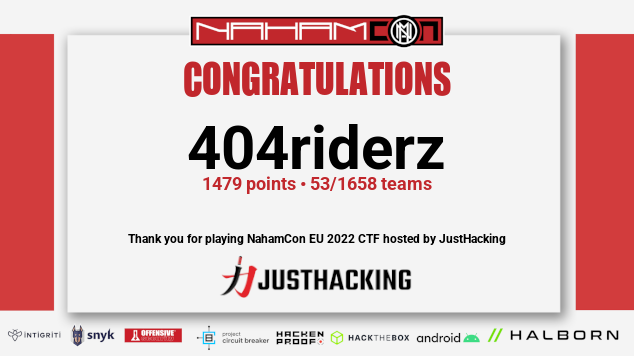 NAHAMCON
CONGRATULATIONS
404riderz
1479 points • 53/1658 teams
Thank you for playing NahamCon EU 2022 CTF hosted by JustHacking
JUSTHACKING
INTIGRITI
snyk
OFFENSIVE
project
circuit breaker
HACKEN
PROOF
HACKTHEBOX
android
HALBORN